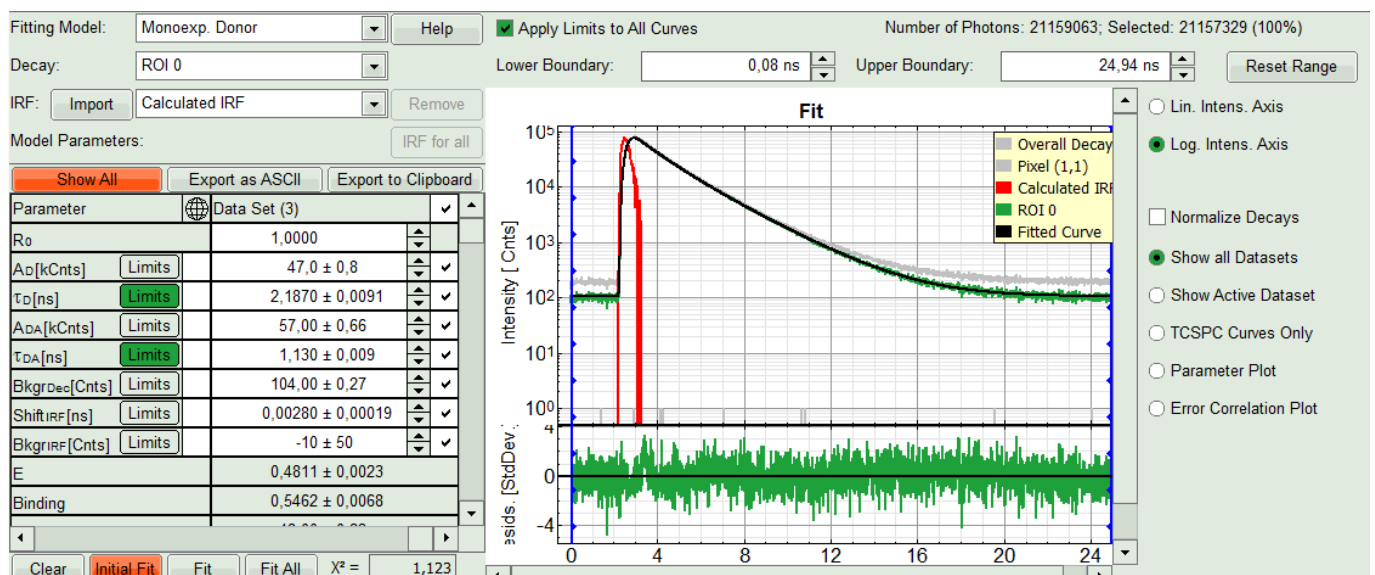 Fitting Model: Monoexp. Donor Help
Decay: ROI 0
IRF: Import Calculated IRF Remove
Model Parameters: IRF for all
Show All Export as ASCII Export to Clipboard
Parameter Data Set (3)
R0 1,0000
AD[kCnts] Limits 47,0 ± 0,8
τD[ns] Limits 2,1870 ± 0,0091
ADA[kCnts] Limits 57,00 ± 0,66
τDA[ns] Limits 1,130 ± 0,009
BkgrDec[Cnts] Limits 104,00 ± 0,27
ShiftIRF[ns] Limits 0,00280 ± 0,00019
BkgrIRF[Cnts] Limits -10 ± 50
E 0,4811 ± 0,0023
Binding 0,5462 ± 0,0068
Clear Initial Fit Fit Fit All X² = 1,123
Apply Limits to All Curves Number of Photons: 21159063; Selected: 21157329 (100%)
Lower Boundary: 0,08 ns Upper Boundary: 24,94 ns Reset Range
Fit
Intensity [ Cnts]
10⁵
10⁴
10³
10²
10¹
10⁰
Overall Decay
Pixel (1,1)
Calculated IRF
ROI 0
Fitted Curve
esids. [StdDev.
4
0
-4
0 4 8 12 16 20 24
Lin. Intens. Axis
Log. Intens. Axis
Normalize Decays
Show all Datasets
Show Active Dataset
TCSPC Curves Only
Parameter Plot
Error Correlation Plot